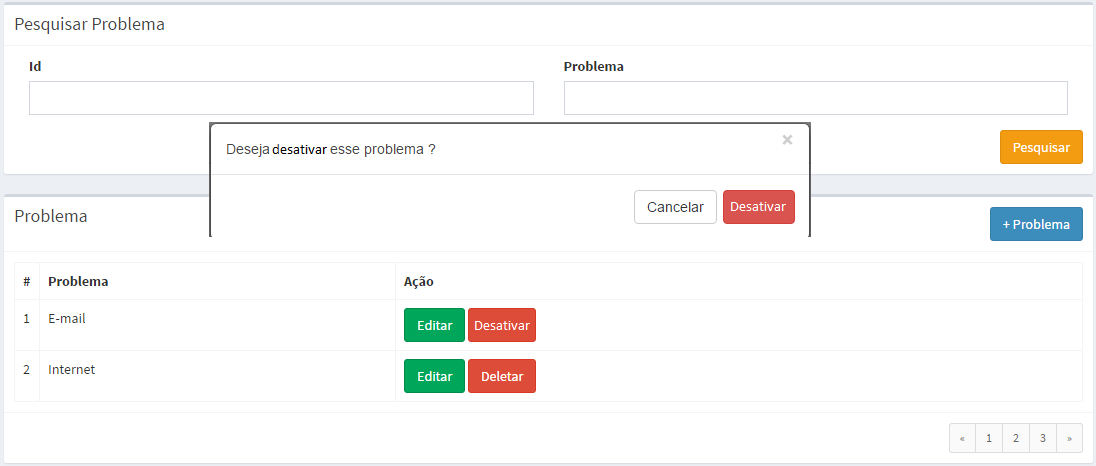 Pesquisar Problema
Id Problema
Deseja desativar esse problema ? ×
Pesquisar
Cancelar Desativar
Problema
+ Problema
# Problema Ação
1 E-mail Editar Desativar
2 Internet Editar Deletar
« 1 2 3 »